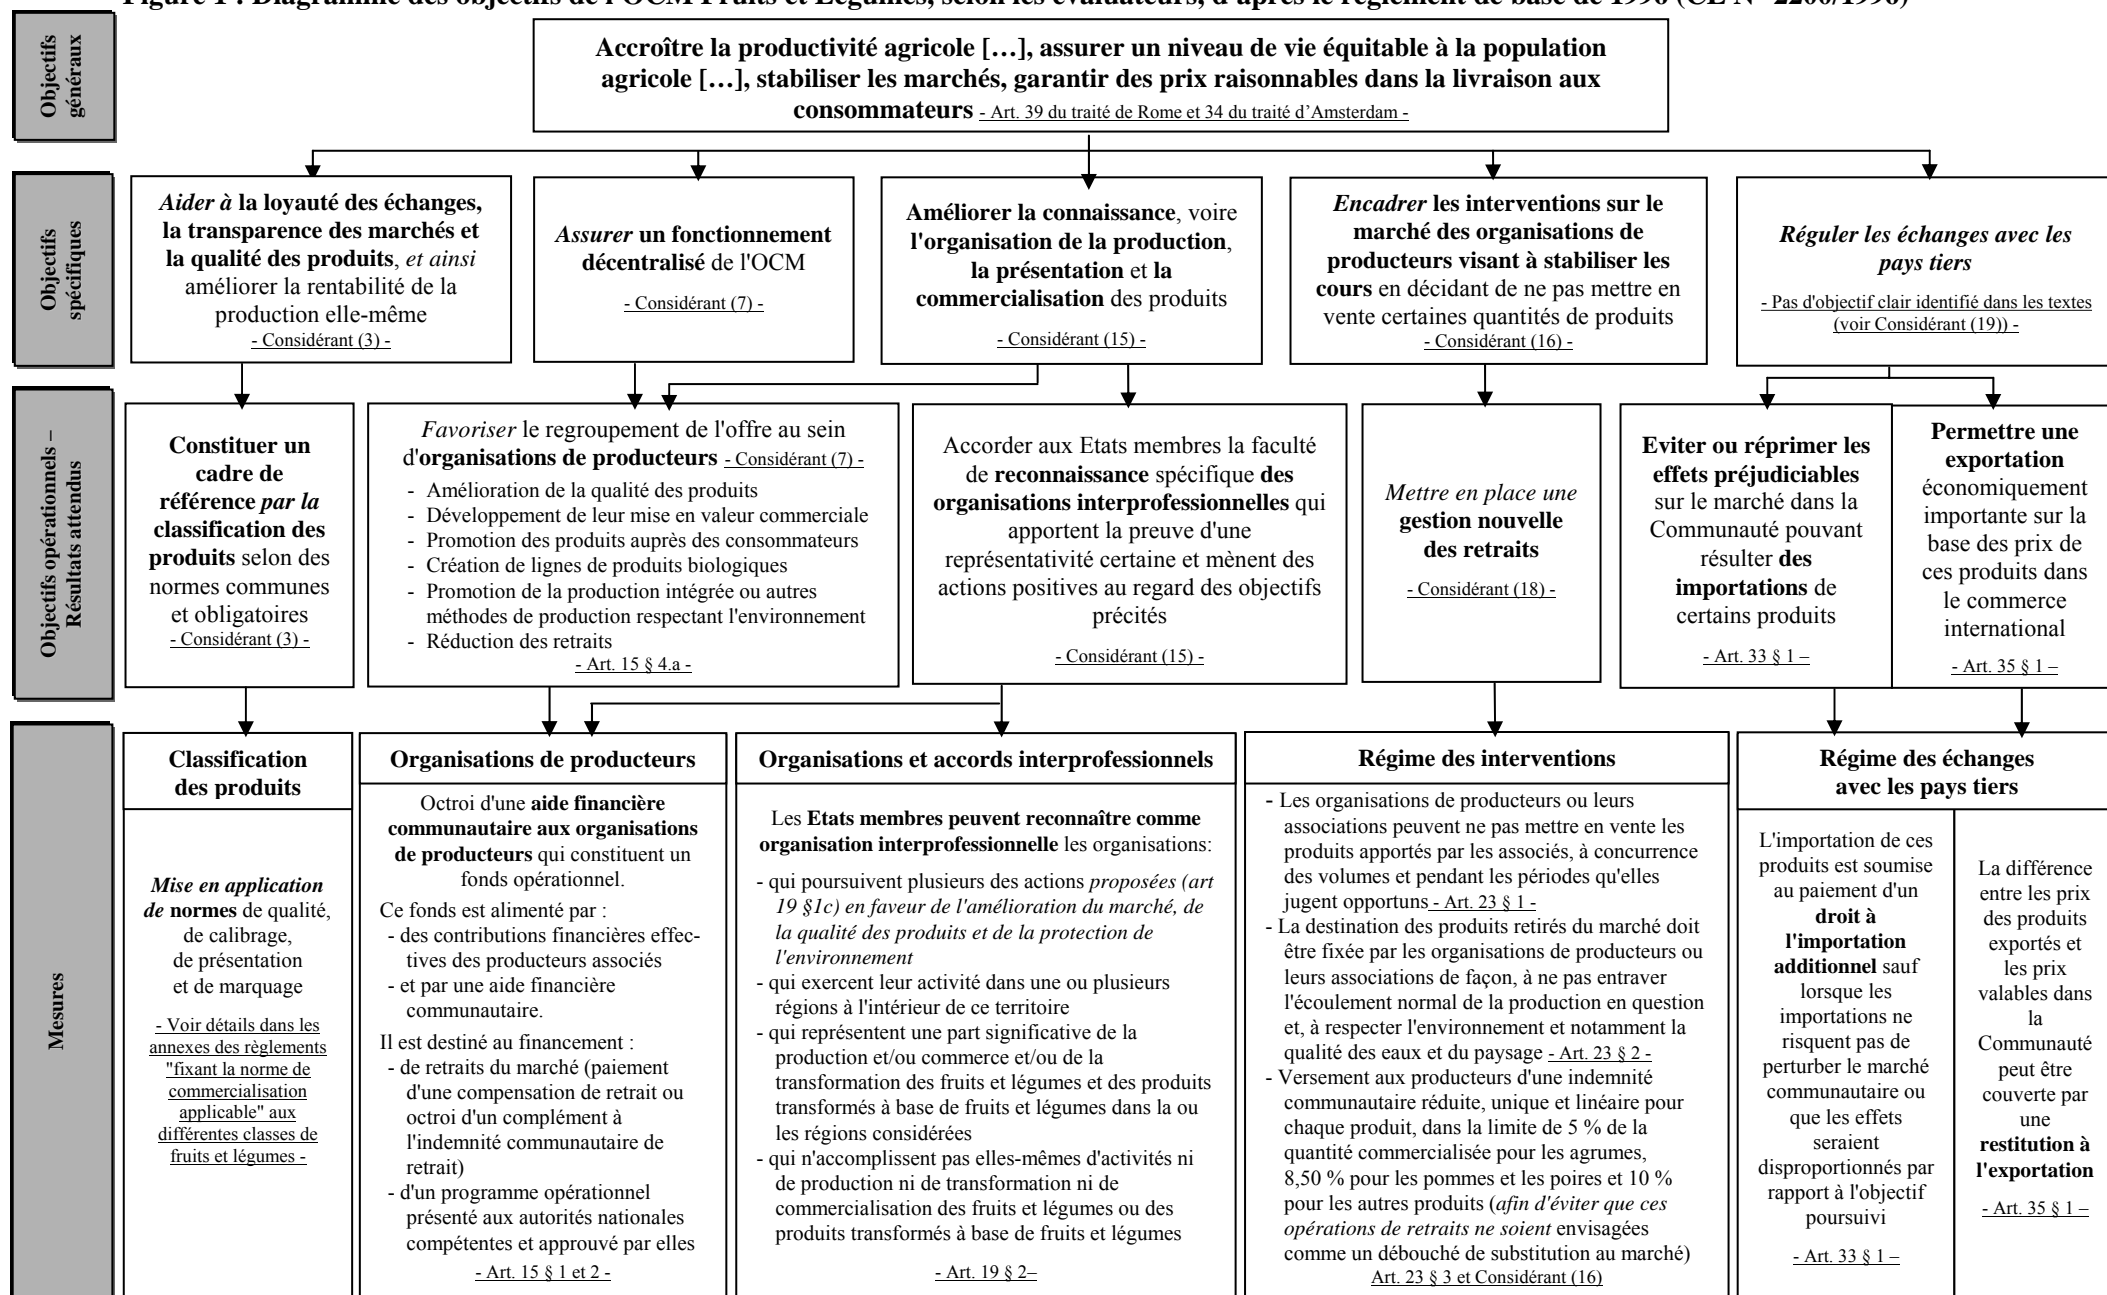 Figure 1 : Diagramme des objectifs de l'OCM Fruits et Légumes, selon les évaluateurs, d'après le règlement de base de 1996 (CE N° 2200/1996)
Objectifs
généraux
Accroître la productivité agricole […], assurer un niveau de vie équitable à la population
agricole […], stabiliser les marchés, garantir des prix raisonnables dans la livraison aux
consommateurs - Art. 39 du traité de Rome et 34 du traité d'Amsterdam -
Objectifs
spécifiques
Aider à la loyauté des échanges,
la transparence des marchés et
la qualité des produits, et ainsi
améliorer la rentabilité de la
production elle-même
- Considérant (3) -
Assurer un fonctionnement
décentralisé de l'OCM
- Considérant (7) -
Améliorer la connaissance, voire
l'organisation de la production,
la présentation et la
commercialisation des produits
- Considérant (15) -
Encadrer les interventions sur le
marché des organisations de
producteurs visant à stabiliser les
cours en décidant de ne pas mettre en
vente certaines quantités de produits
- Considérant (16) -
Réguler les échanges avec les
pays tiers
- Pas d'objectif clair identifié dans les textes
(voir Considérant (19)) -
Objectifs opérationnels –
Résultats attendus
Constituer un
cadre de
référence par la
classification des
produits selon des
normes communes
et obligatoires
- Considérant (3) -
Favoriser le regroupement de l'offre au sein
d'organisations de producteurs - Considérant (7) -
- Amélioration de la qualité des produits
- Développement de leur mise en valeur commerciale
- Promotion des produits auprès des consommateurs
- Création de lignes de produits biologiques
- Promotion de la production intégrée ou autres
méthodes de production respectant l'environnement
- Réduction des retraits
- Art. 15 § 4.a -
Accorder aux Etats membres la faculté
de reconnaissance spécifique des
organisations interprofessionnelles qui
apportent la preuve d'une
représentativité certaine et mènent des
actions positives au regard des objectifs
précités
- Considérant (15) -
Mettre en place une
gestion nouvelle
des retraits
- Considérant (18) -
Eviter ou réprimer les
effets préjudiciables
sur le marché dans la
Communauté pouvant
résulter des
importations de
certains produits
- Art. 33 § 1 –
Permettre une
exportation
économiquement
importante sur la
base des prix de
ces produits dans
le commerce
international
- Art. 35 § 1 –
Mesures
Classification
des produits
Mise en application
de normes de qualité,
de calibrage,
de présentation
et de marquage
- Voir détails dans les
annexes des règlements
"fixant la norme de
commercialisation
applicable" aux
différentes classes de
fruits et légumes -
Organisations de producteurs
Octroi d'une aide financière
communautaire aux organisations
de producteurs qui constituent un
fonds opérationnel.
Ce fonds est alimenté par :
- des contributions financières effec-
tives des producteurs associés
- et par une aide financière
communautaire.
Il est destiné au financement :
- de retraits du marché (paiement
d'une compensation de retrait ou
octroi d'un complément à
l'indemnité communautaire de
retrait)
- d'un programme opérationnel
présenté aux autorités nationales
compétentes et approuvé par elles
- Art. 15 § 1 et 2 -
Organisations et accords interprofessionnels
Les Etats membres peuvent reconnaître comme
organisation interprofessionnelle les organisations:
- qui poursuivent plusieurs des actions proposées (art
19 §1c) en faveur de l'amélioration du marché, de
la qualité des produits et de la protection de
l'environnement
- qui exercent leur activité dans une ou plusieurs
régions à l'intérieur de ce territoire
- qui représentent une part significative de la
production et/ou commerce et/ou de la
transformation des fruits et légumes et des produits
transformés à base de fruits et légumes dans la ou
les régions considérées
- qui n'accomplissent pas elles-mêmes d'activités ni
de production ni de transformation ni de
commercialisation des fruits et légumes ou des
produits transformés à base de fruits et légumes
- Art. 19 § 2–
Régime des interventions
- Les organisations de producteurs ou leurs
associations peuvent ne pas mettre en vente les
produits apportés par les associés, à concurrence
des volumes et pendant les périodes qu'elles
jugent opportuns - Art. 23 § 1 -
- La destination des produits retirés du marché doit
être fixée par les organisations de producteurs ou
leurs associations de façon, à ne pas entraver
l'écoulement normal de la production en question
et, à respecter l'environnement et notamment la
qualité des eaux et du paysage - Art. 23 § 2 -
- Versement aux producteurs d'une indemnité
communautaire réduite, unique et linéaire pour
chaque produit, dans la limite de 5 % de la
quantité commercialisée pour les agrumes,
8,50 % pour les pommes et les poires et 10 %
pour les autres produits (afin d'éviter que ces
opérations de retraits ne soient envisagées
comme un débouché de substitution au marché)
Art. 23 § 3 et Considérant (16)
Régime des échanges
avec les pays tiers
L'importation de ces
produits est soumise
au paiement d'un
droit à
l'importation
additionnel sauf
lorsque les
importations ne
risquent pas de
perturber le marché
communautaire ou
que les effets
seraient
disproportionnés par
rapport à l'objectif
poursuivi
- Art. 33 § 1 –
La différence
entre les prix
des produits
exportés et
les prix
valables dans
la
Communauté
peut être
couverte par
une
restitution à
l'exportation
- Art. 35 § 1 –